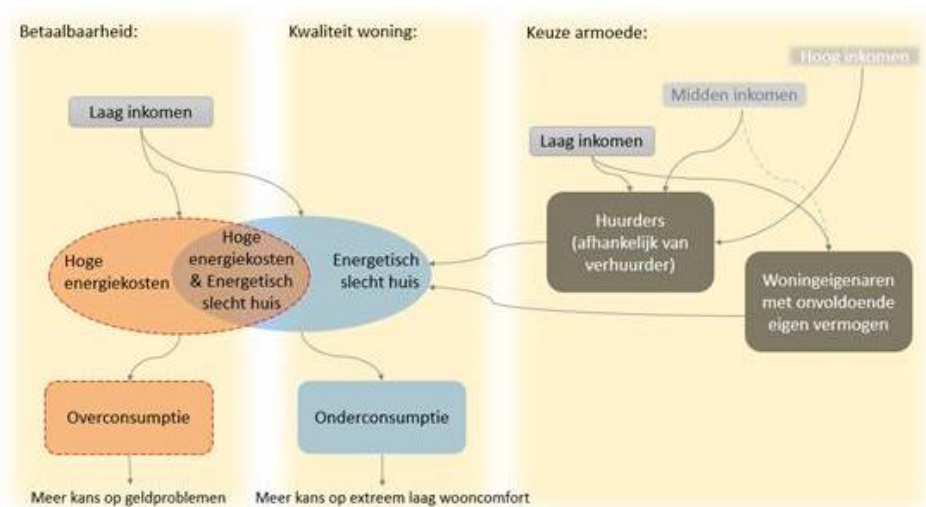 Betaalbaarheid:
Kwaliteit woning:
Keuze armoede:
Hoog inkomen
Midden inkomen
Laag inkomen
Laag inkomen
Huurders
(afhankelijk van
verhuurder)
Hoge
energiekosten
Hoge
energiekosten
& Energetisch
slecht huis
Energetisch
slecht huis
Woningeigenaren
met onvoldoende
eigen vermogen
Overconsumptie
Onderconsumptie
Meer kans op geldproblemen
Meer kans op extreem laag wooncomfort